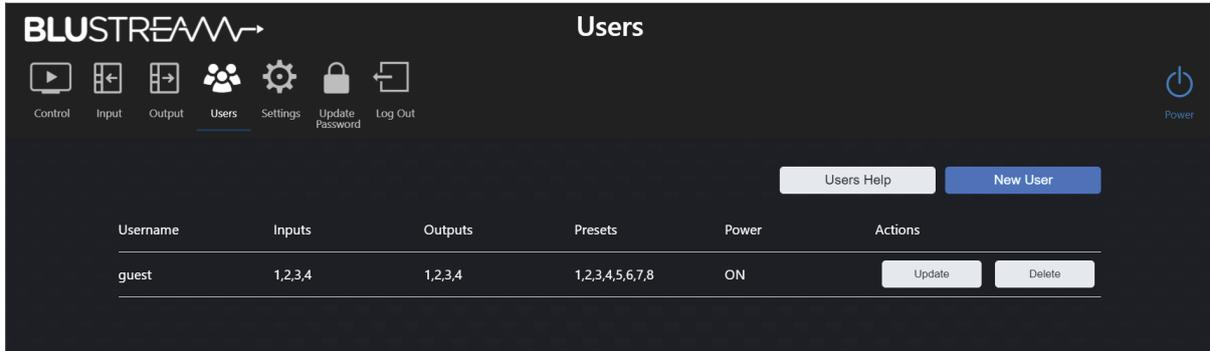 BLUSTREAM
Users
Control
Input
Output
Users
Settings
Update
Password
Log Out
Power
Users Help
New User
Username Inputs Outputs Presets Power Actions
guest 1,2,3,4 1,2,3,4 1,2,3,4,5,6,7,8 ON Update Delete